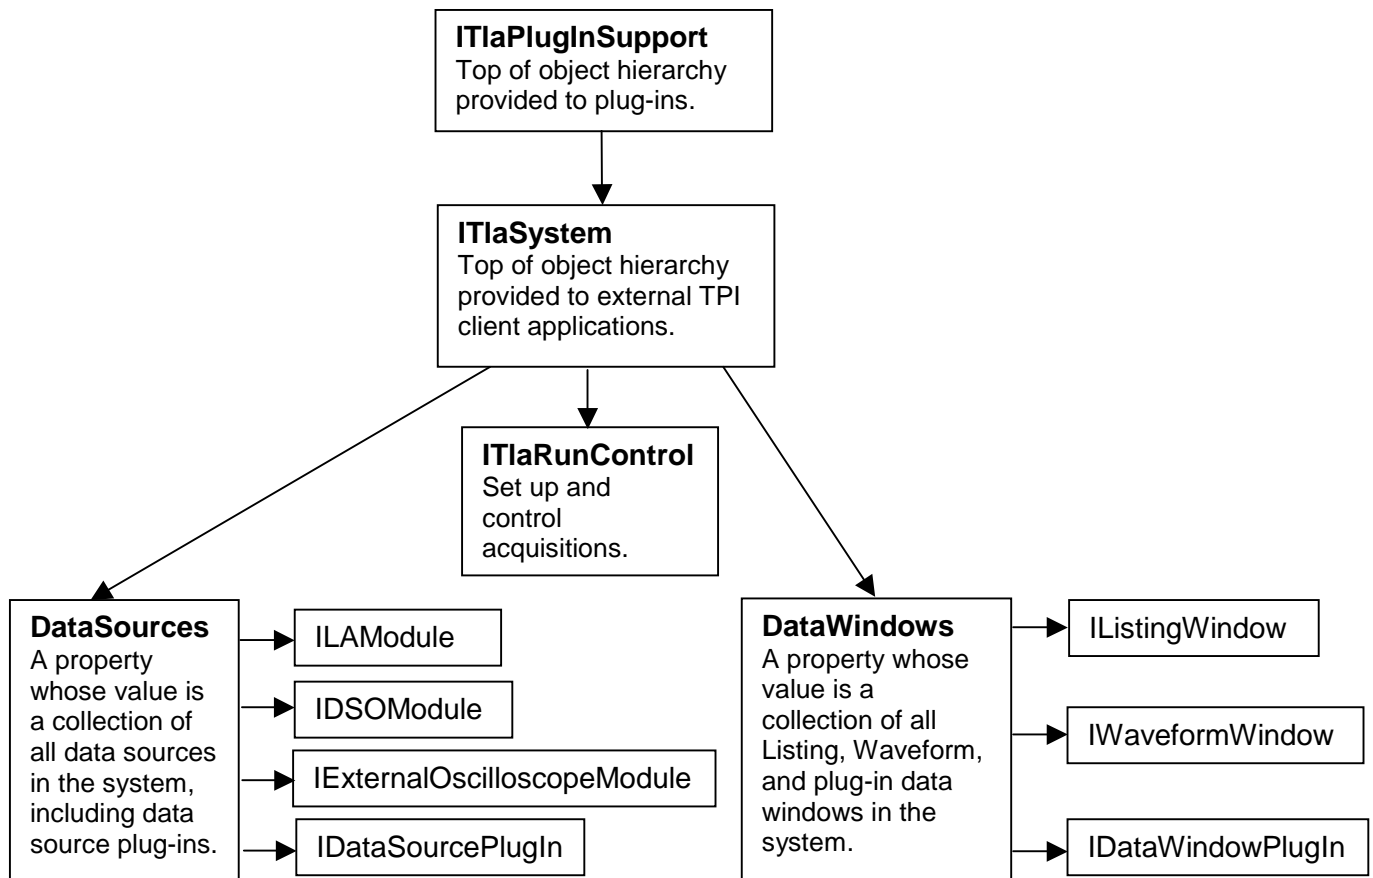 ITlaPlugInSupport
Top of object hierarchy
provided to plug-ins.
ITlaSystem
Top of object hierarchy
provided to external TPI
client applications.
ITlaRunControl
Set up and
control
acquisitions.
DataSources
A property
whose value is
a collection of
all data sources
in the system,
including data
source plug-ins.
ILAModule
IDSOModule
IExternalOscilloscopeModule
IDataSourcePlugIn
DataWindows
A property whose
value is a
collection of all
Listing, Waveform,
and plug-in data
windows in the
system.
IListingWindow
IWaveformWindow
IDataWindowPlugIn